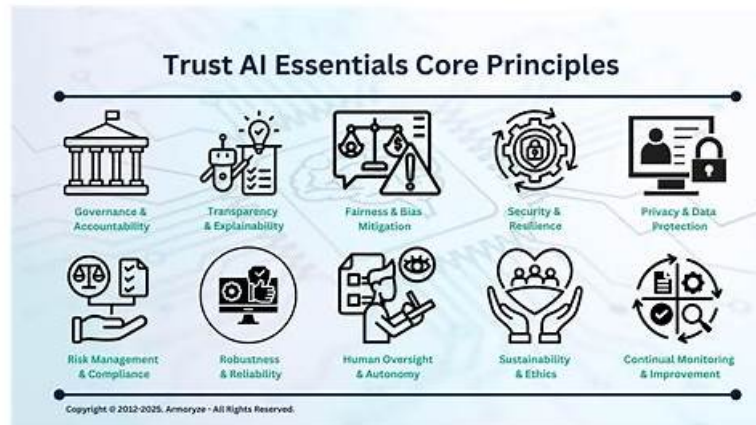 Trust AI Essentials Core Principles
Governance &
Accountability
Transparency
& Explainability
Fairness & Bias
Mitigation
Security &
Resilience
Privacy & Data
Protection
Risk Management
& Compliance
Robustness
& Reliability
Human Oversight
& Autonomy
Sustainability
& Ethics
Continual Monitoring
& Improvement
Copyright © 2012-2025. Armoryze - All Rights Reserved.